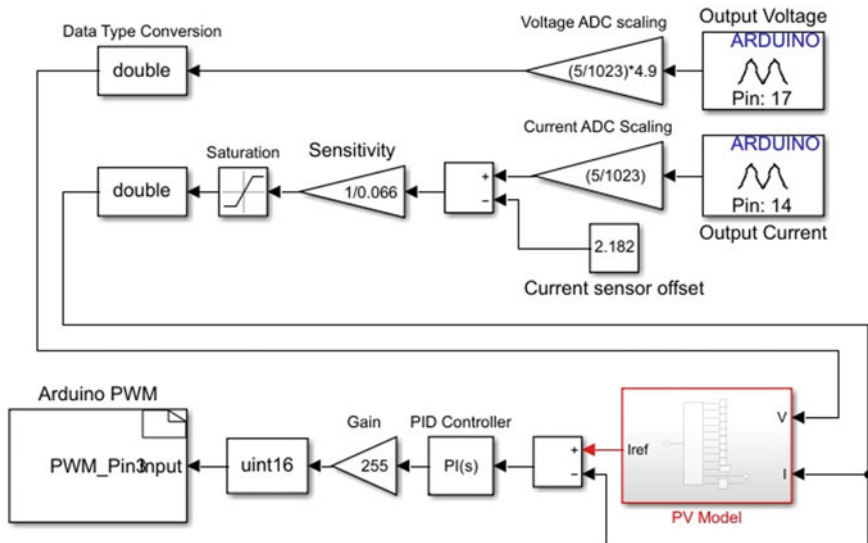 Data Type Conversion
double
Voltage ADC scaling
(5/1023)*4.9
Output Voltage
ARDUINO
Pin: 17
double
Saturation
Sensitivity
1/0.066
+
−
Current ADC Scaling
(5/1023)
ARDUINO
Pin: 14
Output Current
2.182
Current sensor offset
Arduino PWM
PWM_Pin3
Input
uint16
Gain
255
PID Controller
PI(s)
+
−
Iref
V
I
PV Model